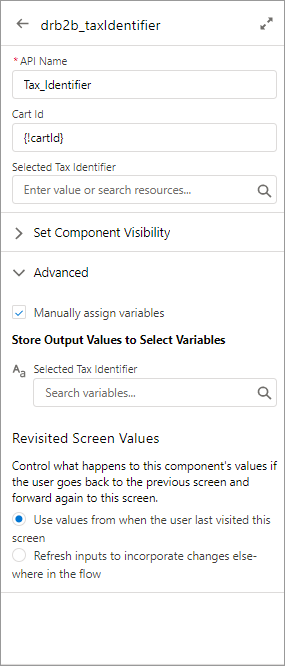 drb2b_taxIdentifier
* API Name
Tax_Identifier
Cart Id
{!cartId}
Selected Tax Identifier
Enter value or search resources...
Set Component Visibility
Advanced
Manually assign variables
Store Output Values to Select Variables
Aa Selected Tax Identifier
Search variables...
Revisited Screen Values
Control what happens to this component's values if
the user goes back to the previous screen and
forward again to this screen.
Use values from when the user last visited this
screen
Refresh inputs to incorporate changes else-
where in the flow